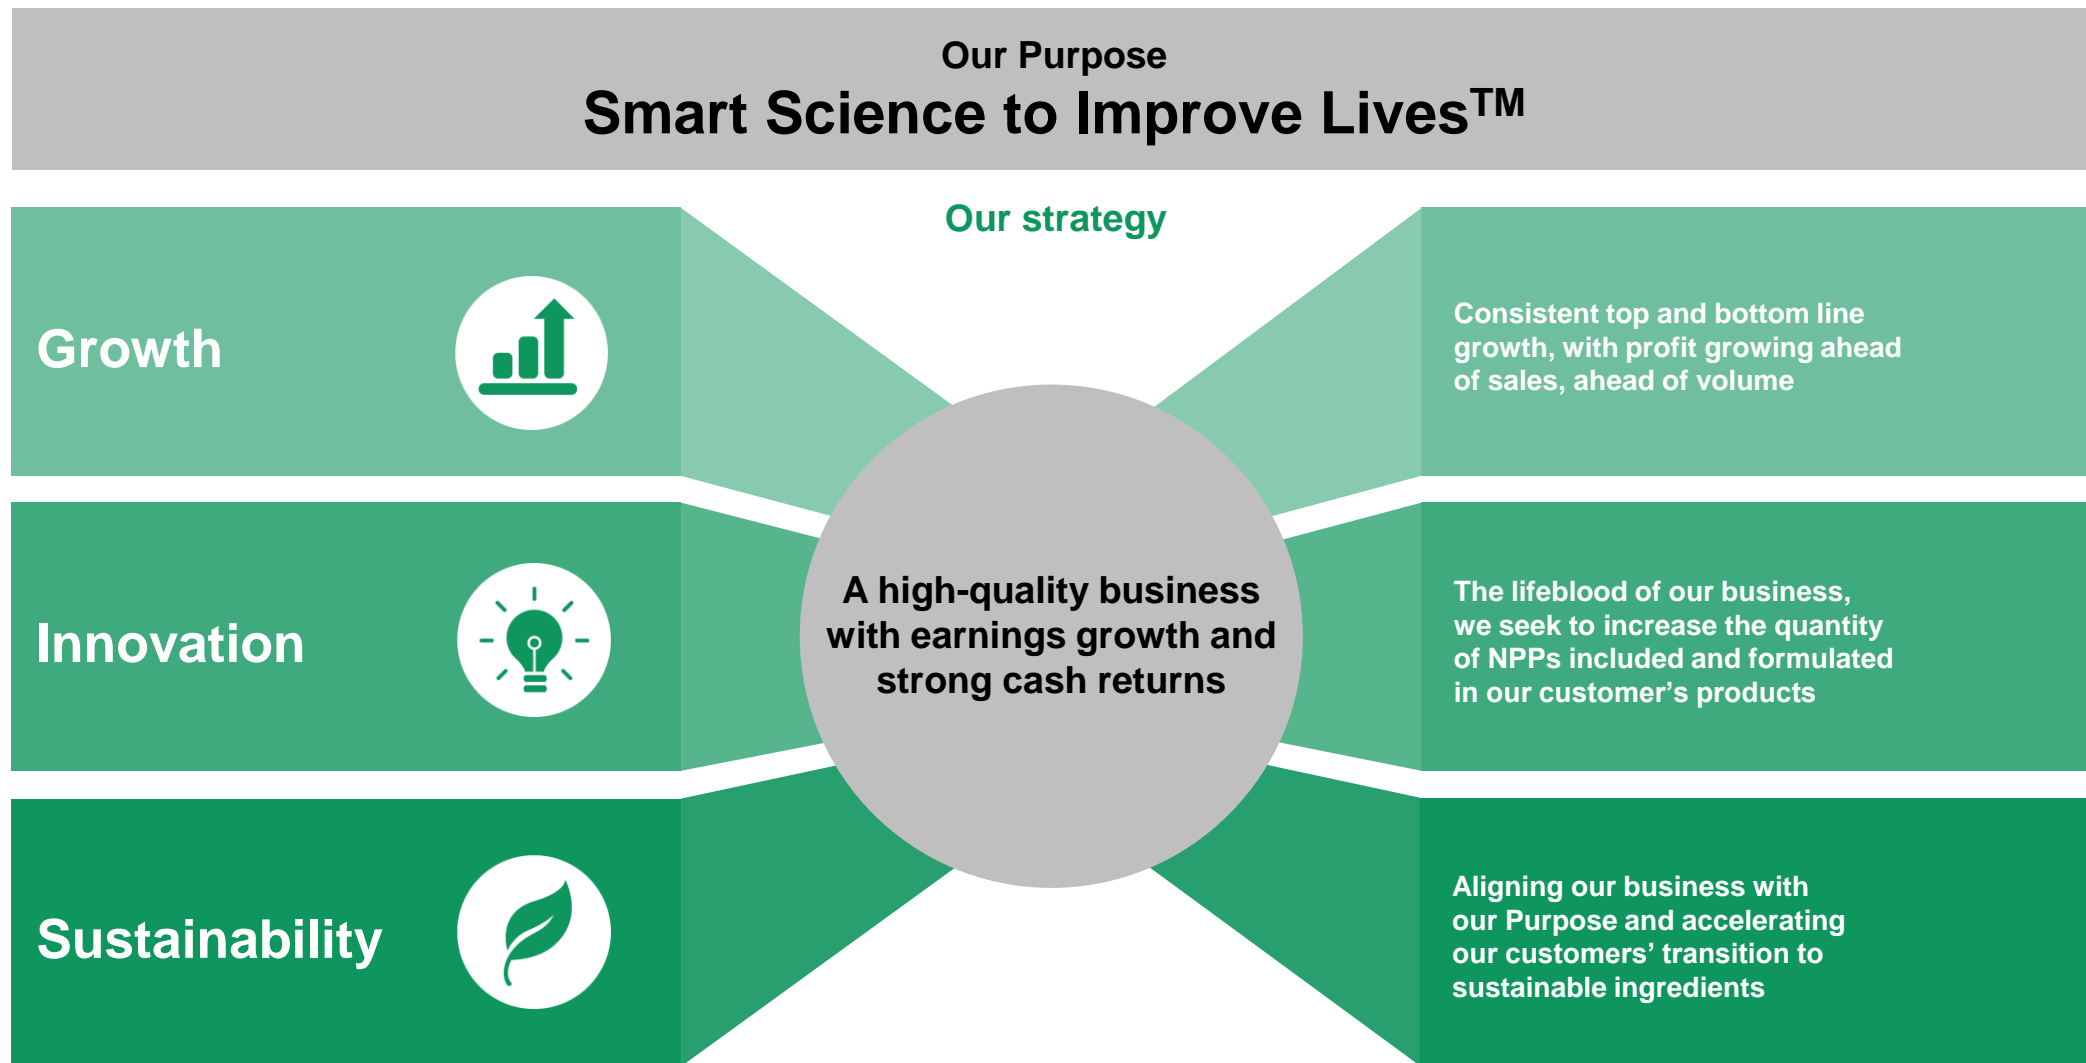 Our Purpose
Smart Science to Improve Lives™
Our strategy
Growth
Consistent top and bottom line
growth, with profit growing ahead
of sales, ahead of volume
Innovation
A high-quality business
with earnings growth and
strong cash returns
The lifeblood of our business,
we seek to increase the quantity
of NPPs included and formulated
in our customer’s products
Sustainability
Aligning our business with
our Purpose and accelerating
our customers’ transition to
sustainable ingredients